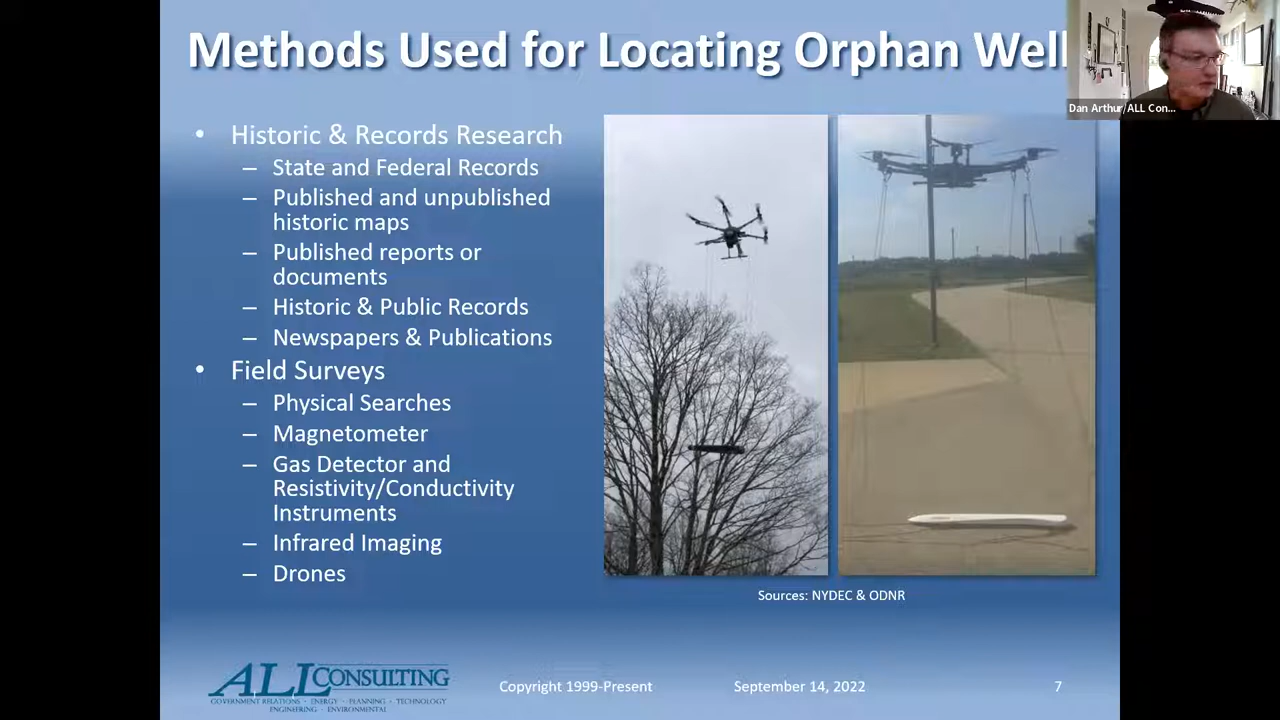 Methods Used for Locating Orphan Well
Dan Arthur/ALL Con...
• Historic & Records Research
– State and Federal Records
– Published and unpublished
historic maps
– Published reports or
documents
– Historic & Public Records
– Newspapers & Publications
• Field Surveys
– Physical Searches
– Magnetometer
– Gas Detector and
Resistivity/Conductivity
Instruments
– Infrared Imaging
– Drones
Sources: NYDEC & ODNR
ALL CONSULTING
GOVERNMENT RELATIONS • ENERGY • PLANNING • TECHNOLOGY
ENGINEERING • ENVIRONMENTAL
Copyright 1999-Present
September 14, 2022
7